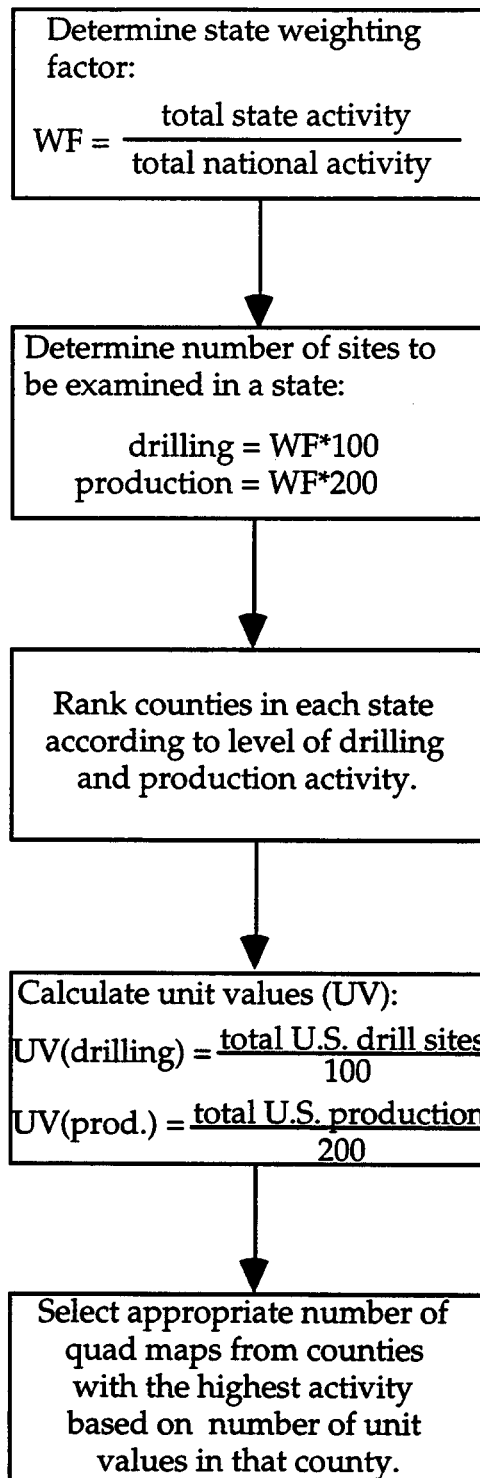 Determine state weighting
factor:
WF = total state activity
total national activity
Determine number of sites to
be examined in a state:
drilling = WF*100
production = WF*200
Rank counties in each state
according to level of drilling
and production activity.
Calculate unit values (UV):
UV(drilling) = total U.S. drill sites
100
UV(prod.) = total U.S. production
200
Select appropriate number of
quad maps from counties
with the highest activity
based on number of unit
values in that county.